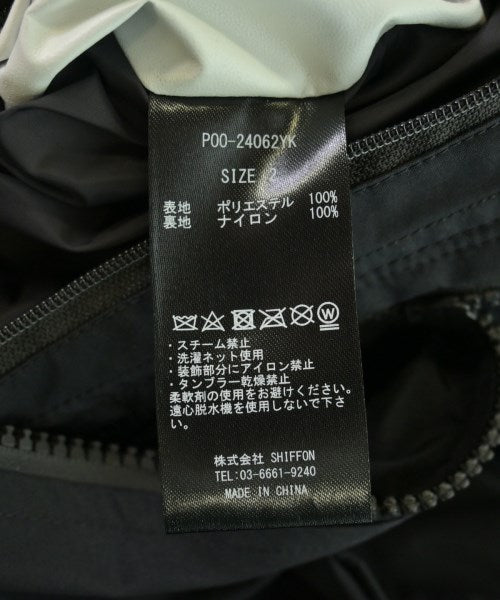 P00-24062YK
SIZE 2
表地 ポリエステル 100%
裏地 ナイロン 100%
W
・スチーム禁止
・洗濯ネット使用
・装飾部分にアイロン禁止
・タンブラー乾燥禁止
柔軟剤の使用をお避けください。
遠心脱水機を使用しないで下さ
い。
株式会社 SHIFFON
TEL:03-6661-9240
MADE IN CHINA